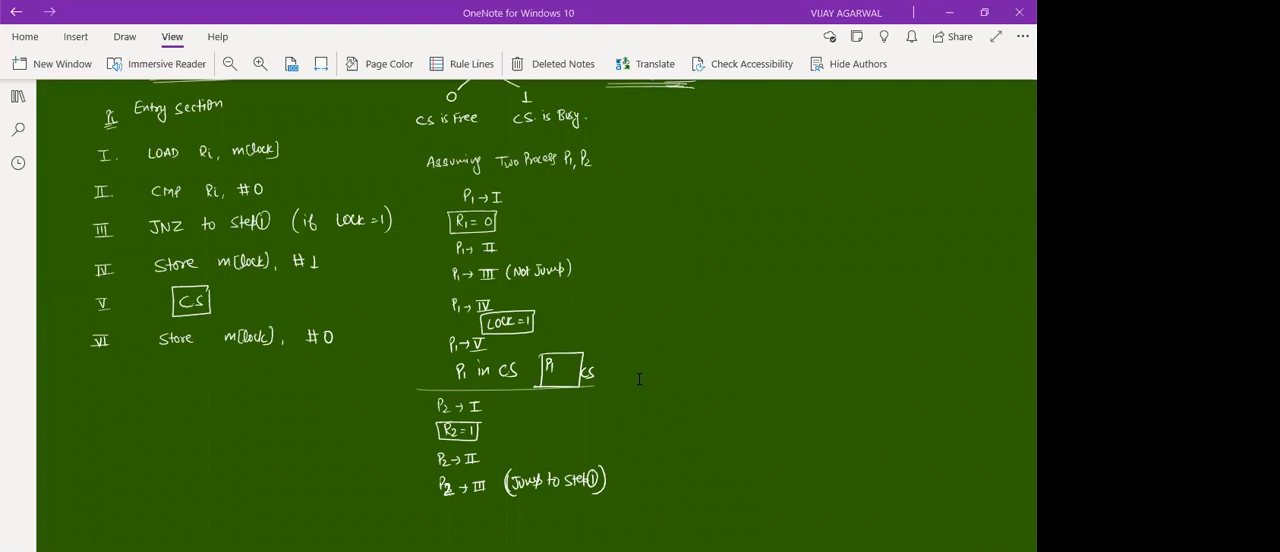 OneNote for Windows 10
VIJAY AGARWAL
Home Insert Draw View Help
Share
New Window Immersive Reader Page Color Rule Lines Deleted Notes Translate Check Accessibility Hide Authors
Pi Entry Section
I. LOAD Ri, m[lock]
II. CMP Ri, #0
III JNZ to Step① (if Lock=1)
IV Store m[lock], #1
V CS
VI Store m[lock], #0
0 1
CS is Free CS. is Busy.
Assuming Two Process P1, P2
P1 → I
R1 = 0
P1 → II
P1 → III (Not Jump)
P1 → IV
Lock=1
P1 → V
P1 in CS P1 CS
P2 → I
R2 = 1
P2 → II
P2 → III (Jump to Step①)